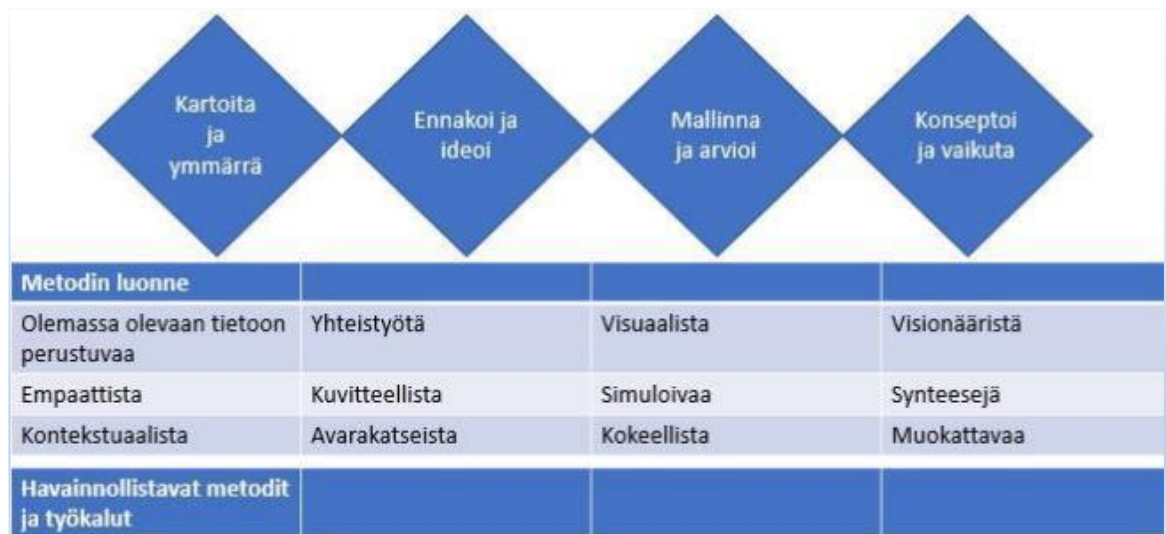 Kartoita
ja
ymmärrä
Ennakoi ja
ideoi
Mallinna
ja arvioi
Konseptoi
ja vaikuta
Metodin luonne
Olemassa olevaan tietoon
perustuvaa
Yhteistyötä
Visuaalista
Visionääristä
Empaattista
Kuvitteellista
Simuloivaa
Synteesejä
Kontekstuaalista
Avarakatseista
Kokeellista
Muokattavaa
Havainnollistavat metodit
ja työkalut